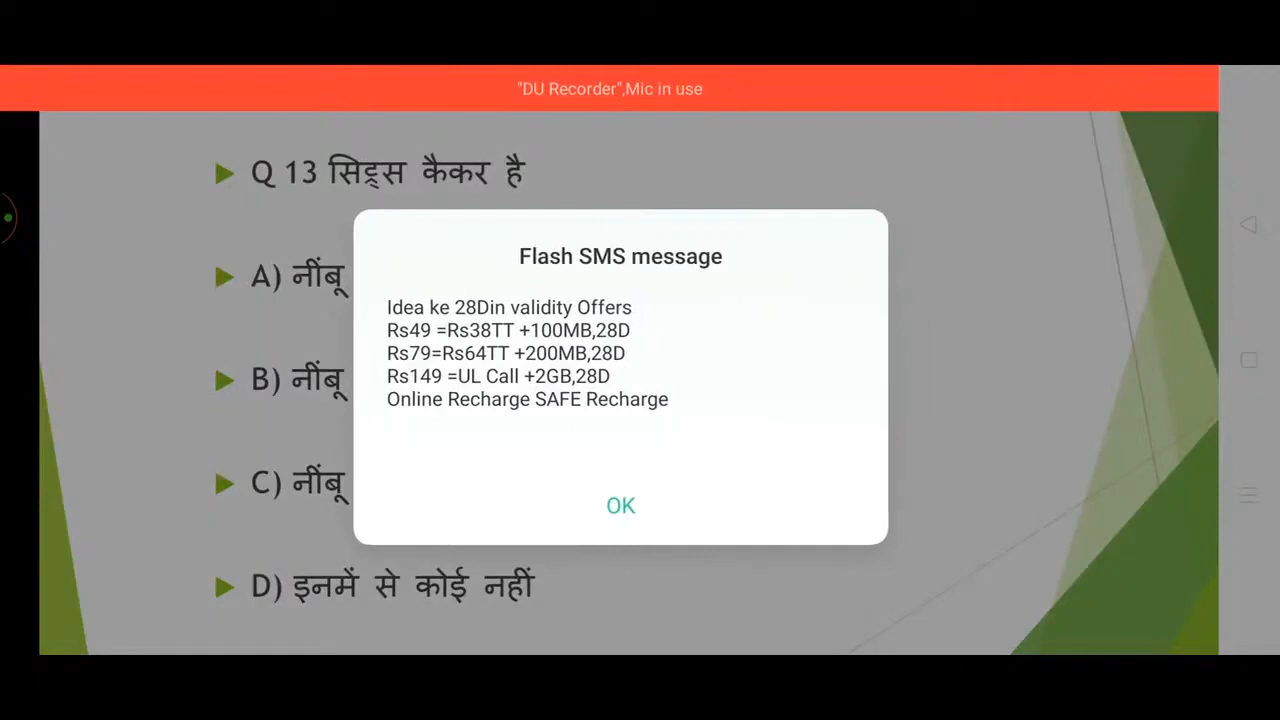 "DU Recorder",Mic in use
Q 13 सिड्र्स कैकर है
A) नींबू
B) नींबू
C) नींबू
D) इनमें से कोई नहीं
Flash SMS message
Idea ke 28Din validity Offers
Rs49 =Rs38TT +100MB,28D
Rs79=Rs64TT +200MB,28D
Rs149 =UL Call +2GB,28D
Online Recharge SAFE Recharge
OK